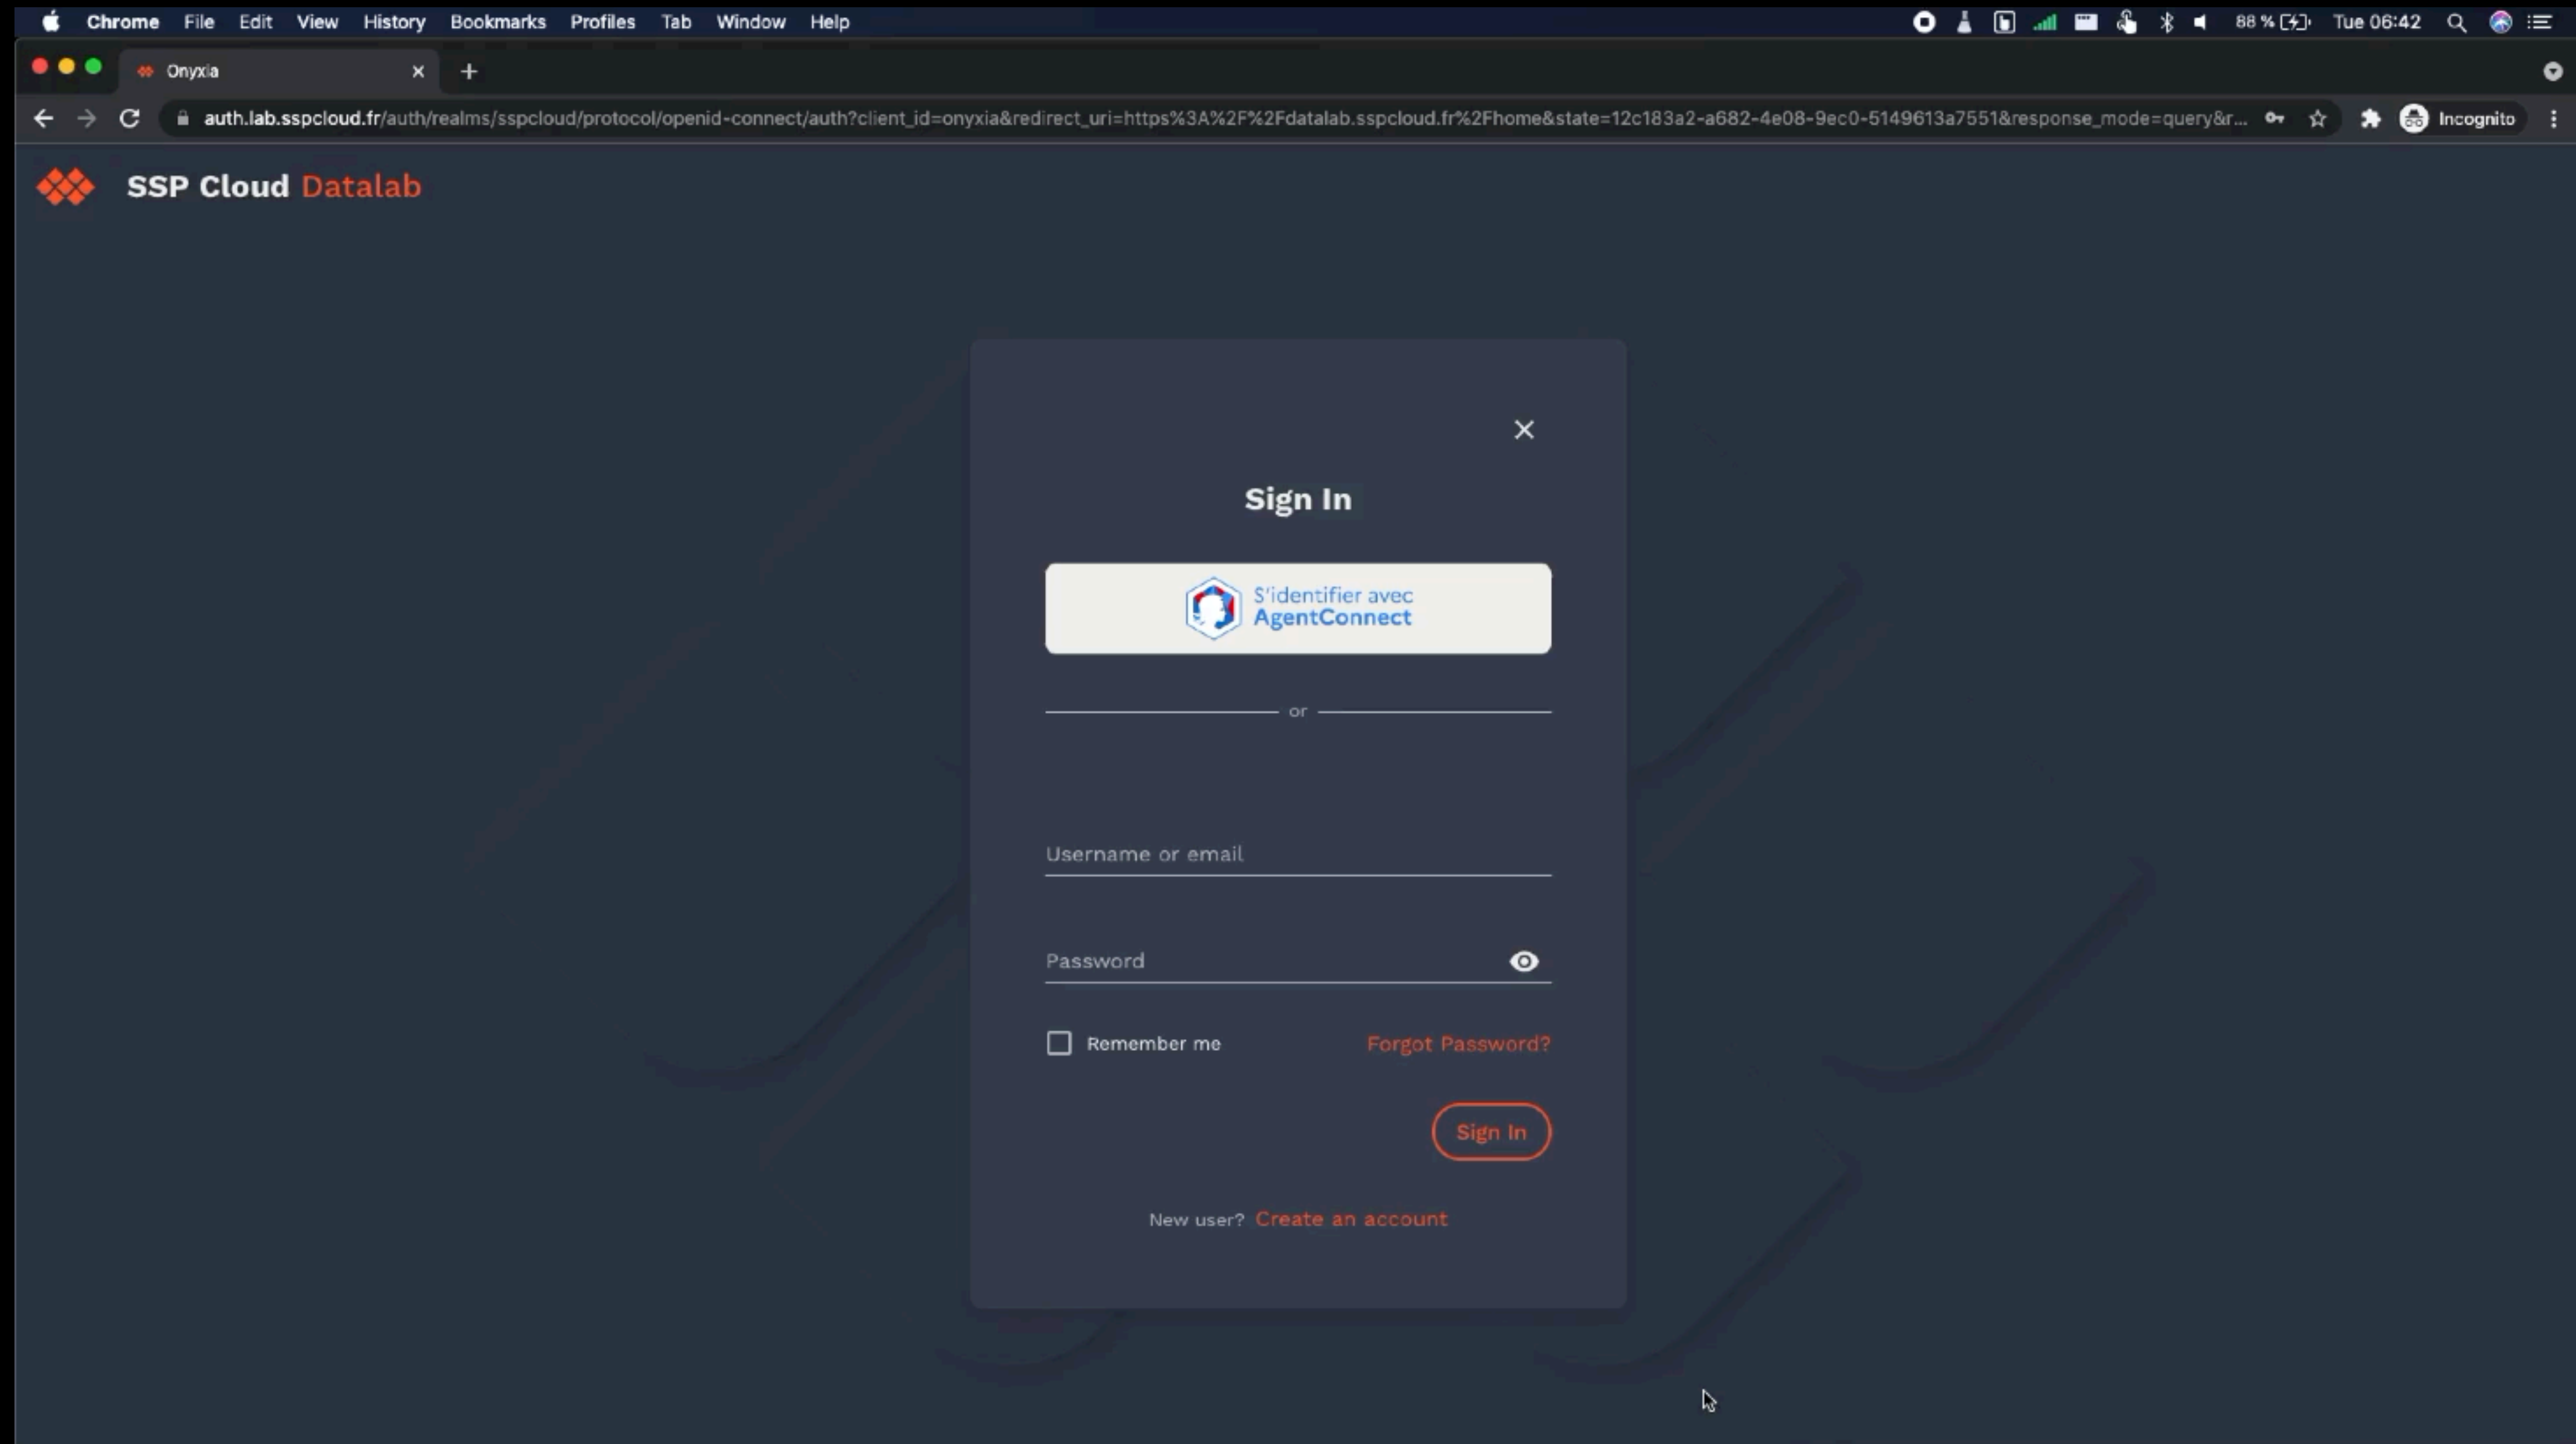 Chrome File Edit View History Bookmarks Profiles Tab Window Help 88 % Tue 06:42
Onyxia
auth.lab.sspcloud.fr/auth/realms/sspcloud/protocol/openid-connect/auth?client_id=onyxia&redirect_uri=https%3A%2F%2Fdatalab.sspcloud.fr%2Fhome&state=12c183a2-a682-4e08-9ec0-5149613a7551&response_mode=query&r... Incognito
SSP Cloud Datalab
Sign In
S'identifier avec
AgentConnect
or
Username or email
Password
Remember me Forgot Password?
Sign In
New user? Create an account